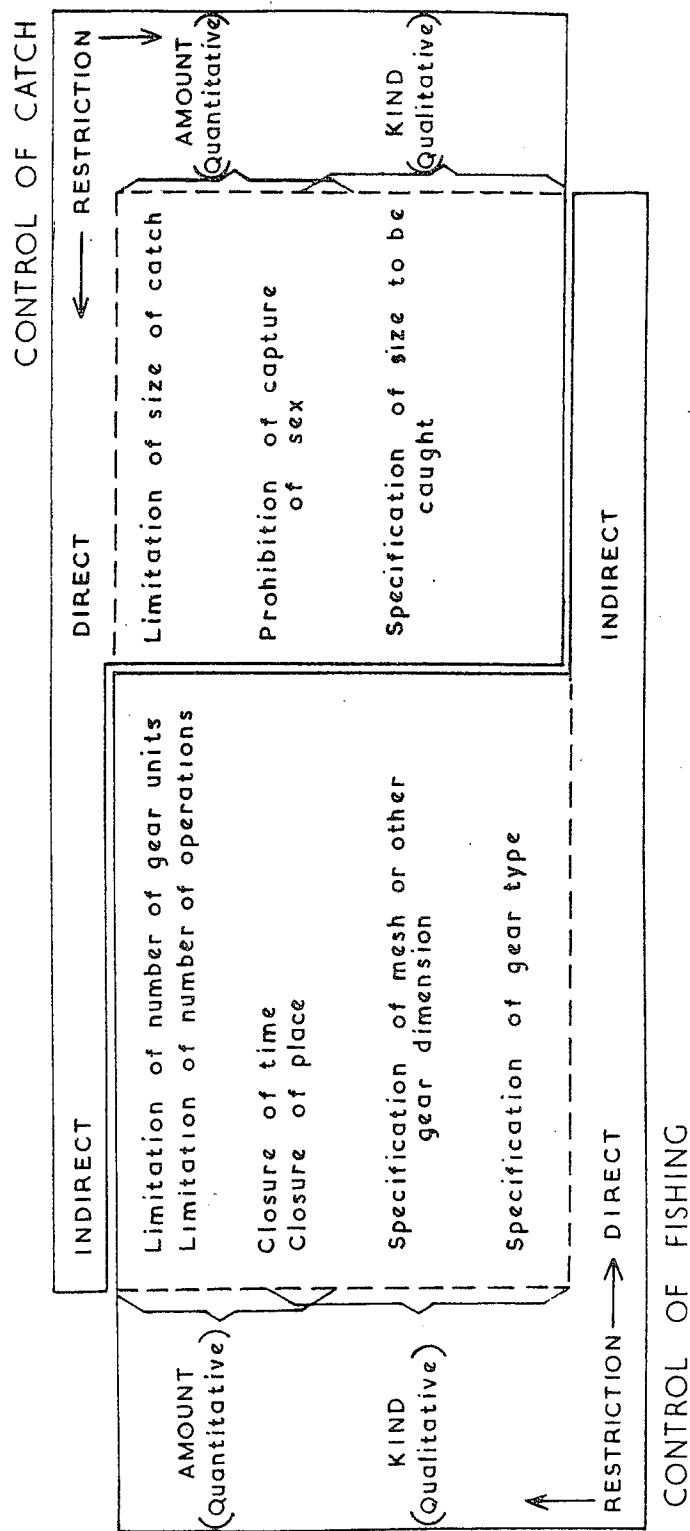 CONTROL OF CATCH
INDIRECT
DIRECT
RESTRICTION
Limitation of number of gear units
Limitation of number of operations
Closure of time
Closure of place
Specification of mesh or other
gear dimension
Specification of gear type
Limitation of size of catch
Prohibition of capture
of sex
Specification of size to be
caught
AMOUNT
(Quantitative)
KIND
(Qualitative)
AMOUNT
(Quantitative)
KIND
(Qualitative)
RESTRICTION
DIRECT
INDIRECT
CONTROL OF FISHING